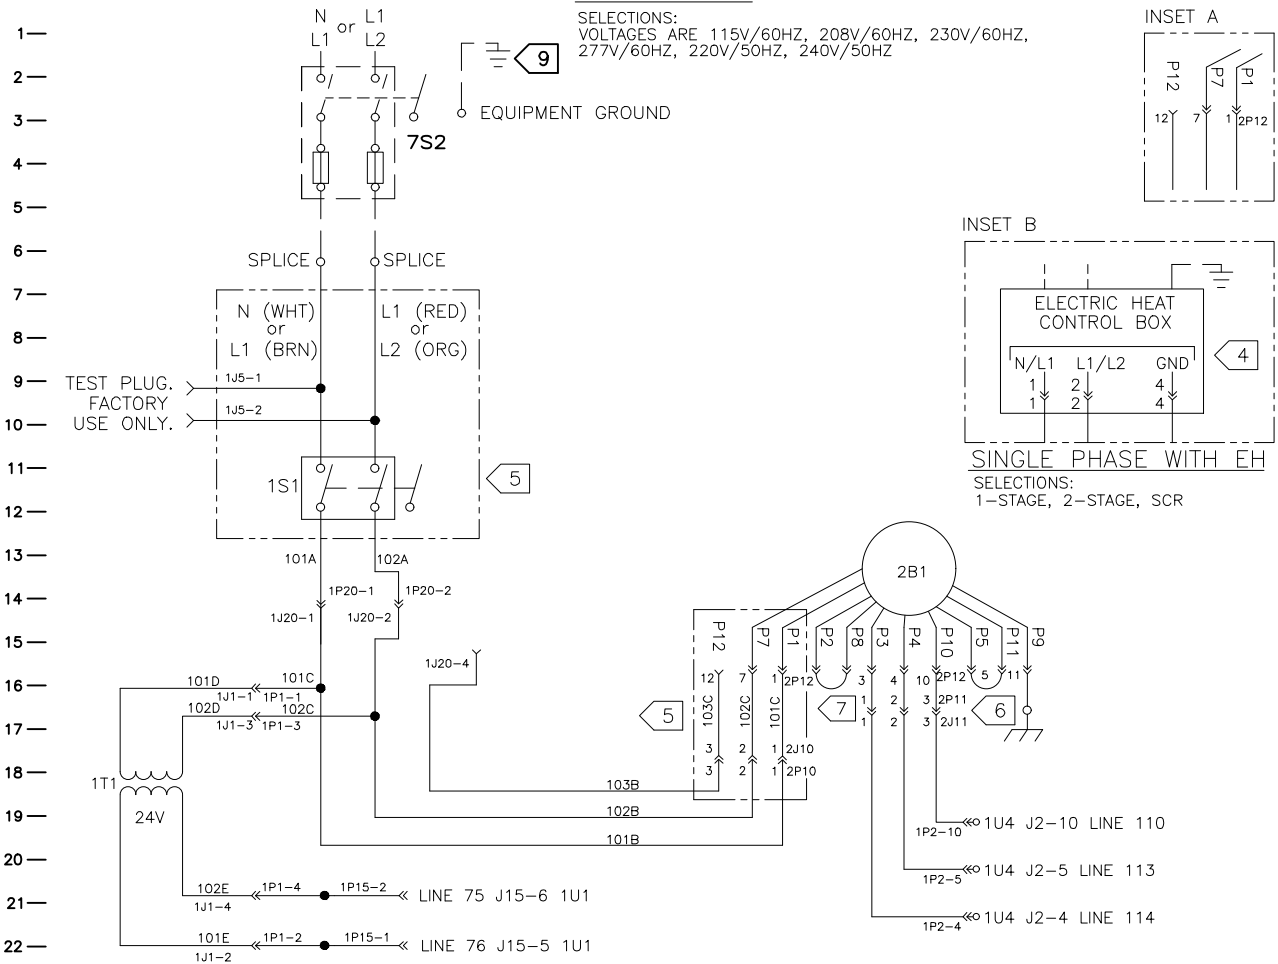 N or L1
L1 L2
SELECTIONS:
VOLTAGES ARE 115V/60HZ, 208V/60HZ, 230V/60HZ,
277V/60HZ, 220V/50HZ, 240V/50HZ
INSET A
1
9
2
P12 P7 P1
EQUIPMENT GROUND
12 7 1 2P12
3
7S2
4
5
INSET B
6
SPLICE SPLICE
7
N (WHT) L1 (RED)
or or
L1 (BRN) L2 (ORG)
ELECTRIC HEAT
CONTROL BOX
8
4
N/L1 L1/L2 GND
9
TEST PLUG.
FACTORY
USE ONLY.
1J5-1
1J5-2
1 2 4
1 2 4
10
SINGLE PHASE WITH EH
SELECTIONS:
1-STAGE, 2-STAGE, SCR
11
1S1
5
12
13
101A 102A
2B1
14
1P20-1 1P20-2
1J20-1 1J20-2
15
P12 P7 P1 P2 P8 P3 P4 P10 P5 P11 P9
1J20-4
16
101D 101C
1J1-1 1P1-1
12 7 1 2P12 3 4 10 2P12 5 11
103C 102C 101C
102D 102C
1J1-3 1P1-3
5
7
1 2 3 2P11
1 2 3 2J11
6
17
3 2 1 2J10
18
3 2 1 2P10
1T1
103B
24V
19
102B
1P2-10 1U4 J2-10 LINE 110
101B
20
1P2-5 1U4 J2-5 LINE 113
102E 1P1-4 1P15-2 LINE 75 J15-6 1U1
1J1-4
21
1P2-4 1U4 J2-4 LINE 114
22
101E 1P1-2 1P15-1 LINE 76 J15-5 1U1
1J1-2